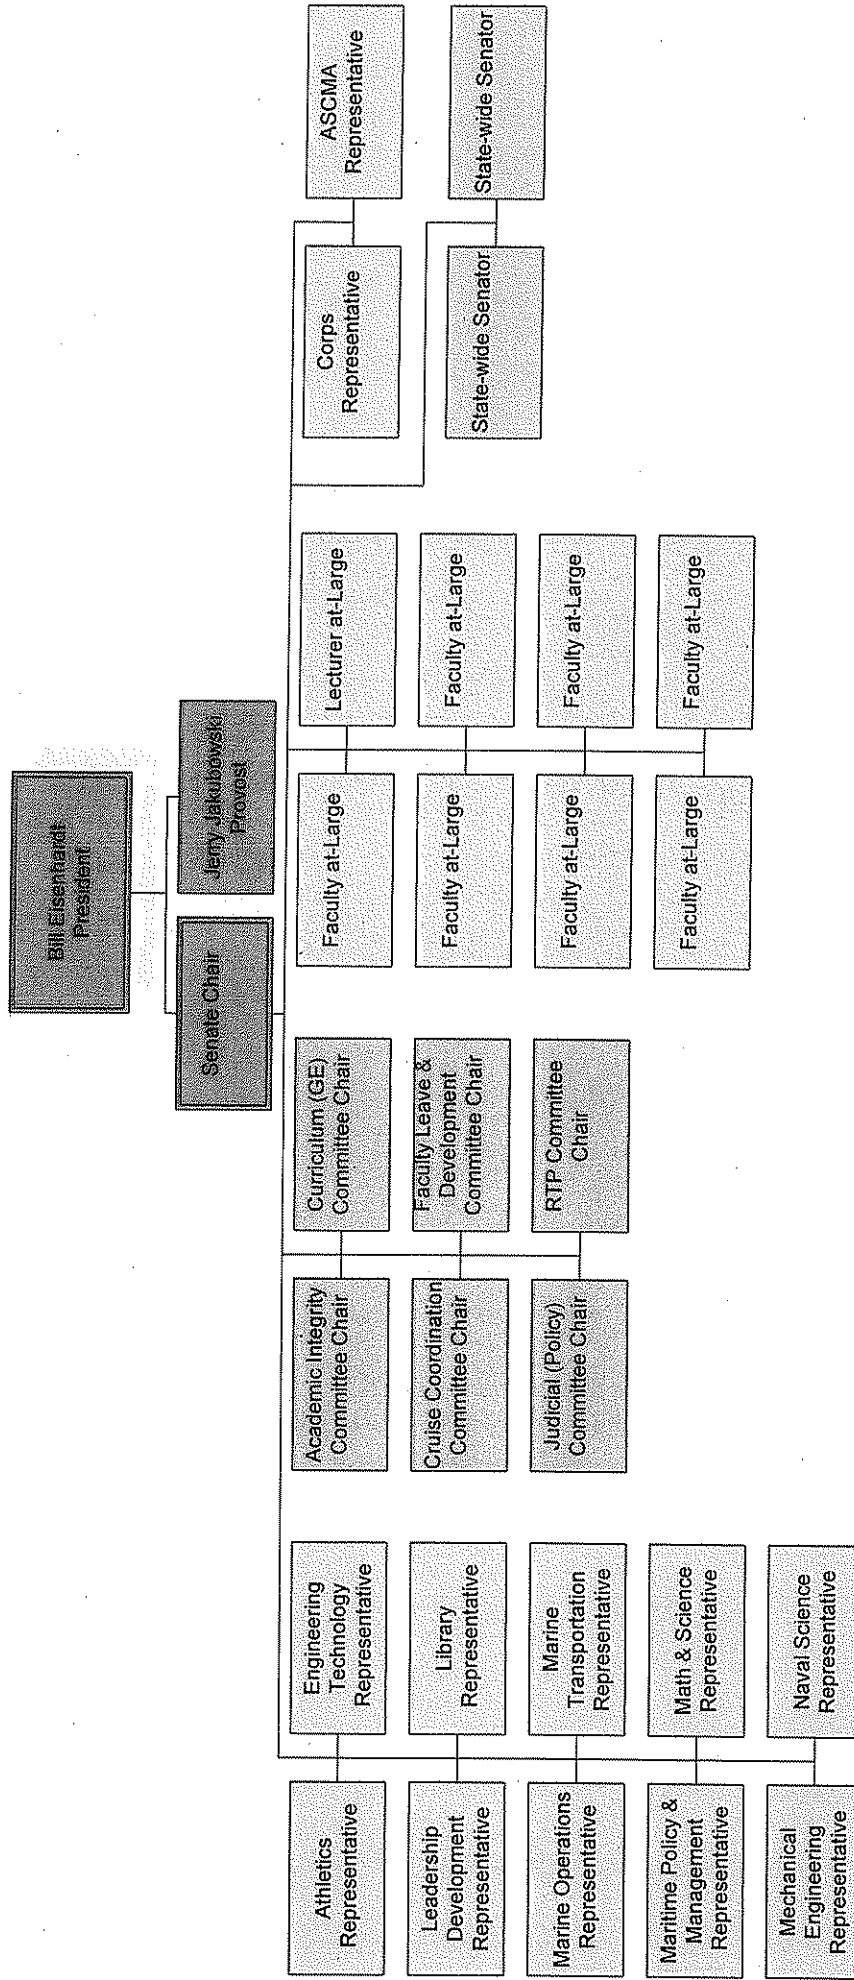 Bill Eisenhardt
President
Senate Chair
Jerry Jakubowski
Provost
Athletics
Representative
Engineering
Technology
Representative
Leadership
Development
Representative
Library
Representative
Marine Operations
Representative
Marine
Transportation
Representative
Maritime Policy &
Management
Representative
Math & Science
Representative
Mechanical
Engineering
Representative
Naval Science
Representative
Academic Integrity
Committee Chair
Curriculum (GE)
Committee Chair
Cruise Coordination
Committee Chair
Faculty Leave &
Development
Committee Chair
Judicial (Policy)
Committee Chair
RTP Committee
Chair
Faculty at-Large
Lecturer at-Large
Faculty at-Large
Faculty at-Large
Faculty at-Large
Faculty at-Large
Faculty at-Large
Faculty at-Large
Corps
Representative
ASCMA
Representative
State-wide Senator
State-wide Senator